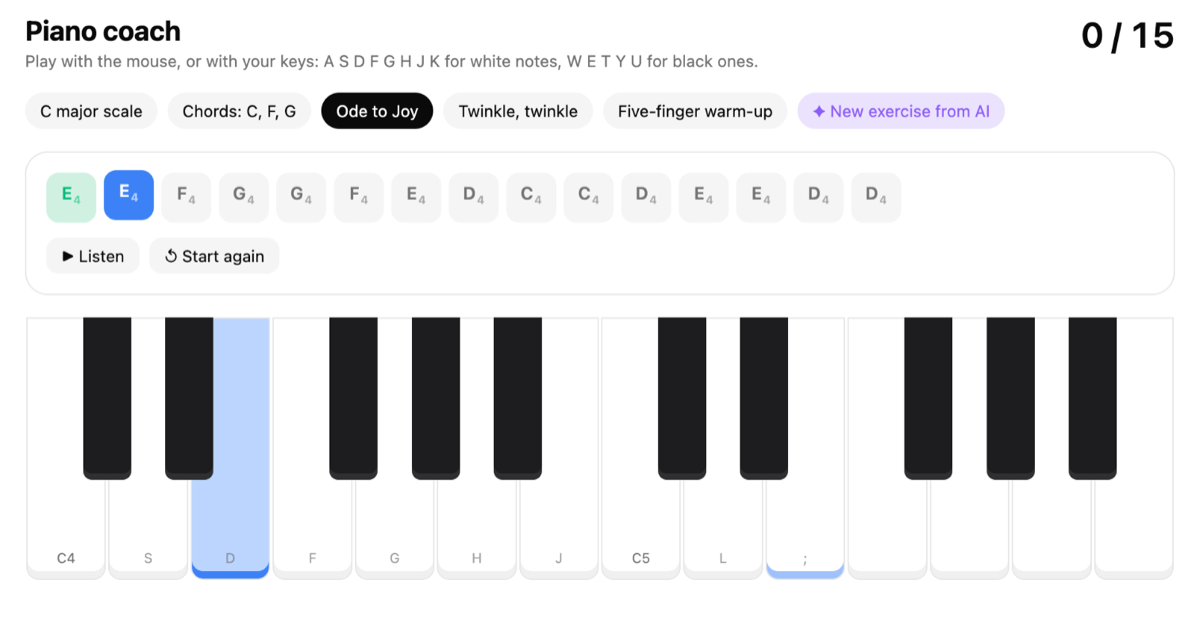 Piano coach
0 / 15
Play with the mouse, or with your keys: A S D F G H J K for white notes, W E T Y U for black ones.
C major scale Chords: C, F, G Ode to Joy Twinkle, twinkle Five-finger warm-up ✦ New exercise from AI
E4 E4 F4 G4 G4 F4 E4 D4 C4 C4 D4 E4 E4 D4 D4
▶ Listen ↺ Start again
C4 S D F G H J C5 L ;